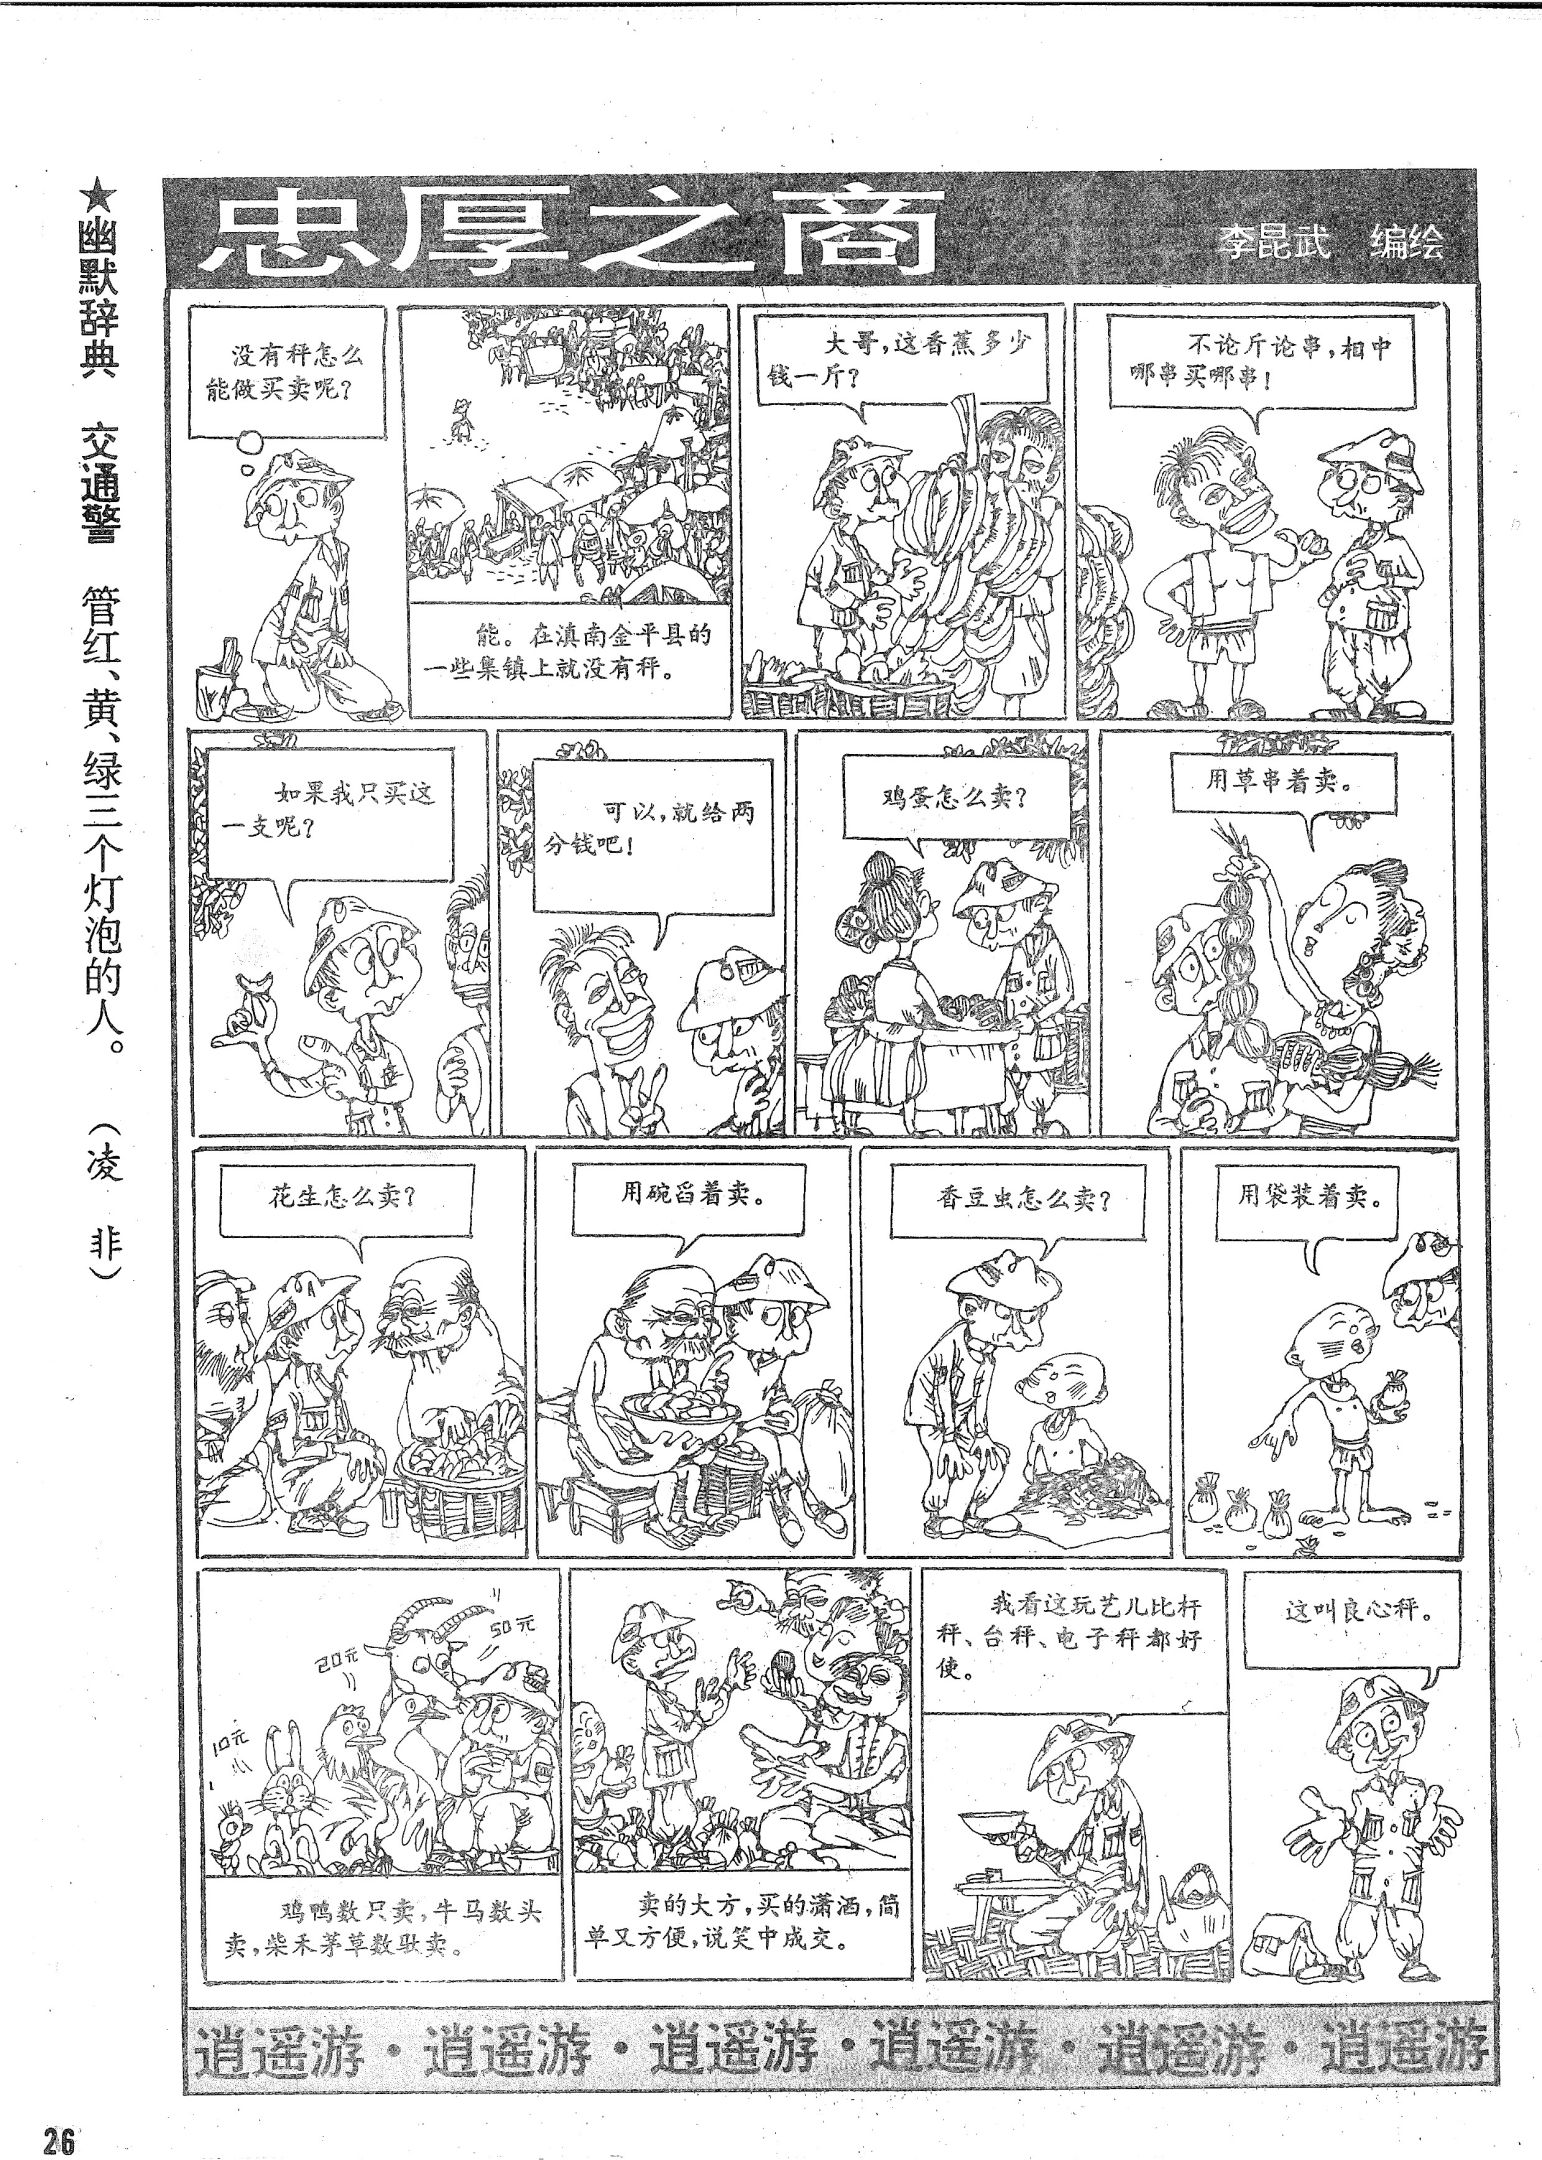 忠厚之商
李昆武 编绘
没有秤怎么
能做买卖呢？
能。在滇南金平县的
一些集镇上就没有秤。
大哥，这香蕉多少
钱一斤？
不论斤论串，相中
哪串买哪串！
如果我只买这
一支呢？
可以，就给两
分钱吧！
鸡蛋怎么卖？
用草串着卖。
花生怎么卖？
用碗舀着卖。
香豆虫怎么卖？
用袋装着卖。
10元
20元
50元
鸡鸭数只卖，牛马数头
卖，柴禾茅草数驮卖。
卖的大方，买的潇洒，简
单又方便，说笑中成交。
我看这玩艺儿比杆
秤、台秤、电子秤都好
使。
这叫良心秤。
逍遥游·逍遥游·逍遥游·逍遥游·逍遥游·逍遥游
★幽默辞典 交通警 管红、黄、绿三个灯泡的人。（凌 非）
26